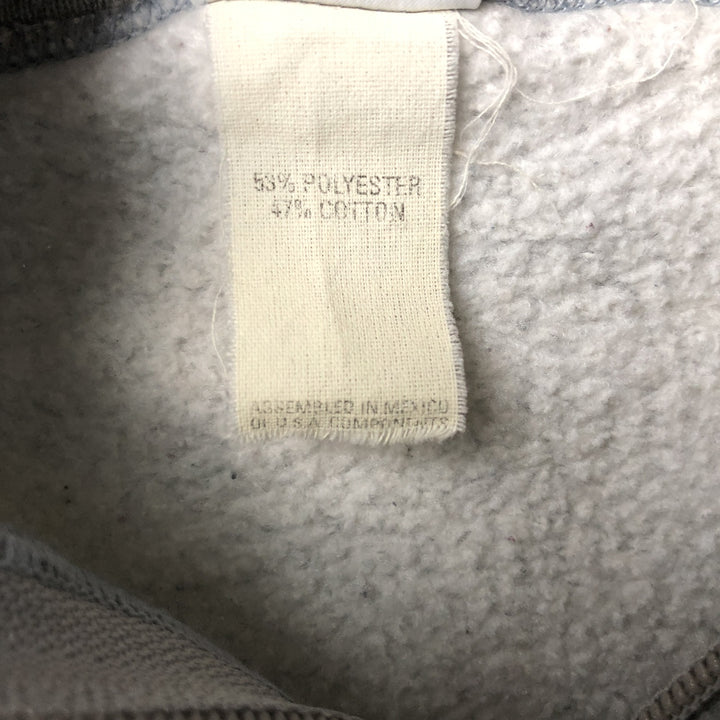 53% POLYESTER
47% COTTON
ASSEMBLED IN MEXICO
OF U.S.A. COMPONENTS